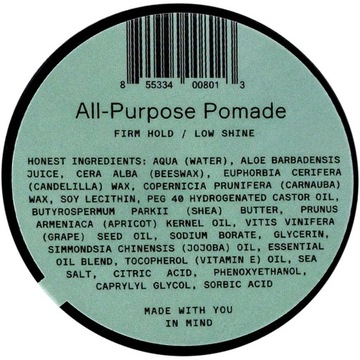 8 55334 00801 3
All-Purpose Pomade
FIRM HOLD / LOW SHINE
HONEST INGREDIENTS: AQUA (WATER), ALOE BARBADENSIS
JUICE, CERA ALBA (BEESWAX), EUPHORBIA CERIFERA
(CANDELILLA) WAX, COPERNICIA PRUNIFERA (CARNAUBA)
WAX, SOY LECITHIN, PEG 40 HYDROGENATED CASTOR OIL,
BUTYROSPERMUM PARKII (SHEA) BUTTER, PRUNUS
ARMENIACA (APRICOT) KERNEL OIL, VITIS VINIFERA
(GRAPE) SEED OIL, SODIUM BORATE, GLYCERIN,
SIMMONDSIA CHINENSIS (JOJOBA) OIL, ESSENTIAL
OIL BLEND, TOCOPHEROL (VITAMIN E) OIL, SEA
SALT, CITRIC ACID, PHENOXYETHANOL,
CAPRYLYL GLYCOL, SORBIC ACID
MADE WITH YOU
IN MIND